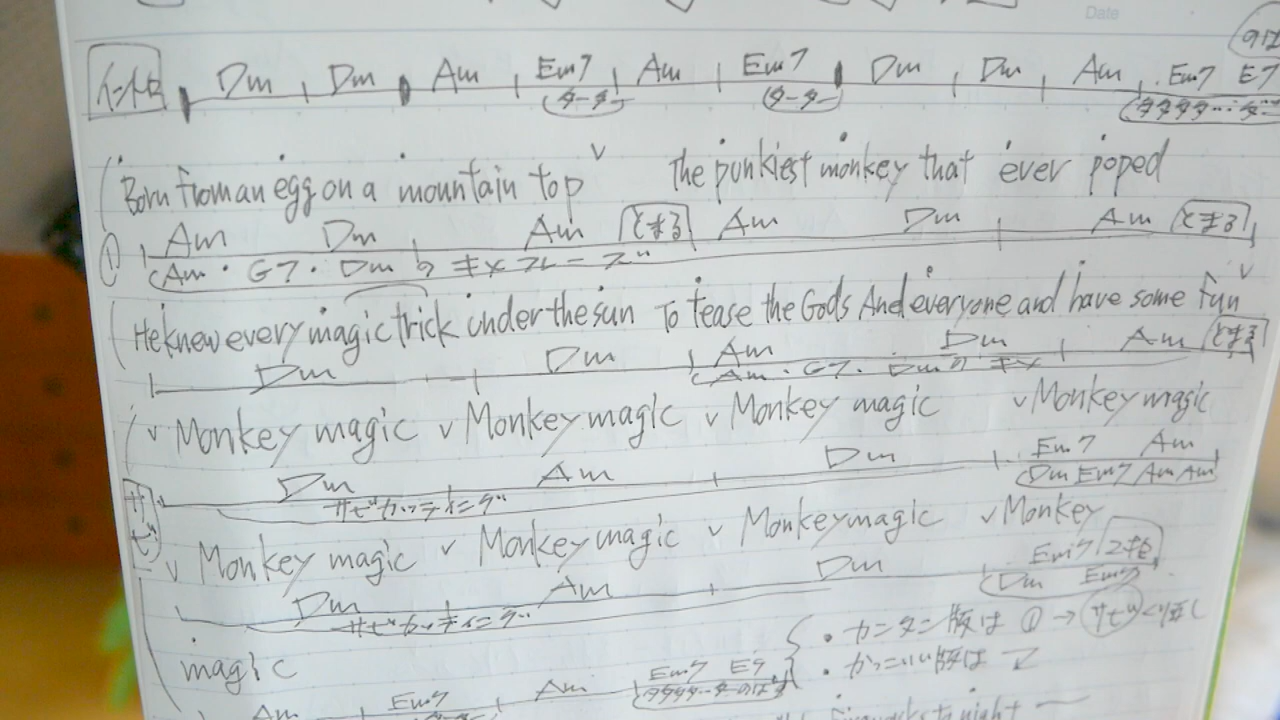 Date
イントロ Dm Dm Am Em7 Am Em7 Dm Dm Am Em7 E7
ターター ターター タタタタ…ター
Born from an egg on a mountain top The punkiest monkey that ever poped
① Am Dm Am とまる Am Dm Am とまる
Am・G7・Dmのキメフレーズ
He knew every magic trick under the sun To tease the Gods And everyone and have some fun
Dm Dm Am Dm Am とまる
Am・G7・Dmのキメ
Monkey magic Monkey magic Monkey magic Monkey magic
Dm Am Dm Em7 Am
サビカッティング Dm Em7 Am Am
サビ
Monkey magic Monkey magic Monkey magic Monkey
Dm Am Dm Em7
サビカッティング Dm Em7
magic
・カンタン版は①→サビくり返し
・かっこいい版は
Am Em7 Am Em7 E7
タタタタ…ターのばす
tonight